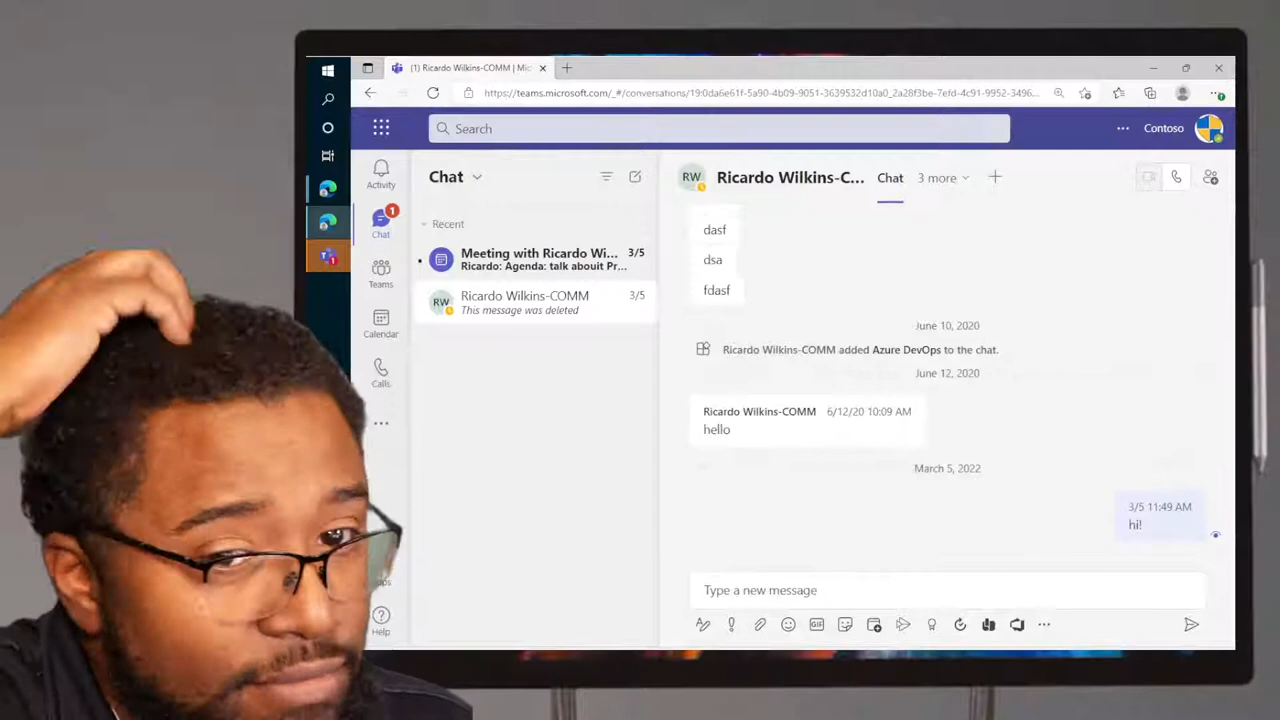 (1) Ricardo Wilkins-COMM | Mic
https://teams.microsoft.com/_#/conversations/19:0da6e61f-5a90-4b09-9051-3639532d10a0_2a28f3be-7efd-4c91-9952-3496...
Search
Contoso
Activity
1
Chat
Teams
Calendar
Calls
Help
Chat
Recent
Meeting with Ricardo Wi... 3/5
Ricardo: Agenda: talk abouit Pr...
RW
Ricardo Wilkins-COMM 3/5
This message was deleted
RW Ricardo Wilkins-C... Chat 3 more
dasf
dsa
fdasf
June 10, 2020
Ricardo Wilkins-COMM added Azure DevOps to the chat.
June 12, 2020
Ricardo Wilkins-COMM 6/12/20 10:09 AM
hello
March 5, 2022
3/5 11:49 AM
hi!
Type a new message
GIF